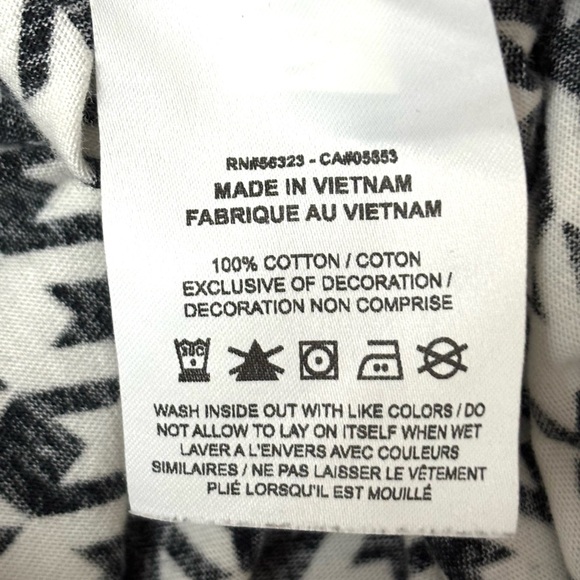 RN#56323 - CA#05553
MADE IN VIETNAM
FABRIQUE AU VIETNAM
100% COTTON / COTON
EXCLUSIVE OF DECORATION /
DECORATION NON COMPRISE
30C
WASH INSIDE OUT WITH LIKE COLORS / DO
NOT ALLOW TO LAY ON ITSELF WHEN WET
LAVER A L'ENVERS AVEC COULEURS
SIMILAIRES / NE PAS LAISSER LE VÊTEMENT
PLIÉ LORSQU'IL EST MOUILLÉ